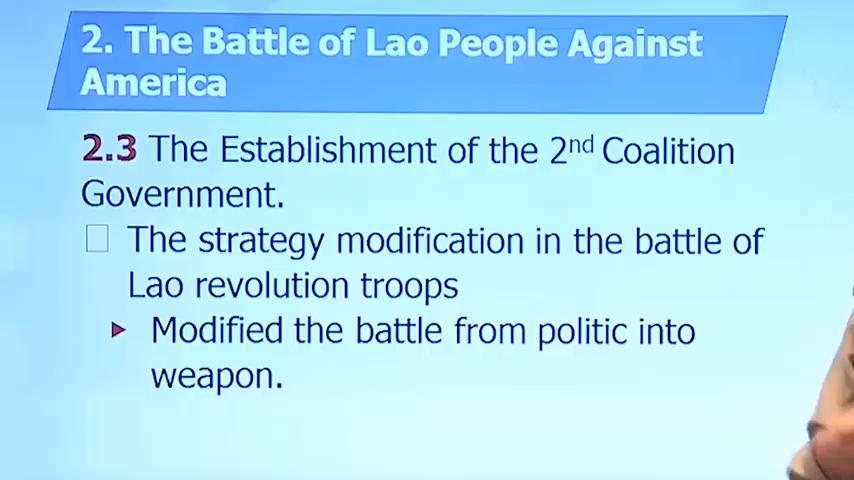 2. The Battle of Lao People Against
America
2.3 The Establishment of the 2nd Coalition
Government.
The strategy modification in the battle of
Lao revolution troops
Modified the battle from politic into
weapon.